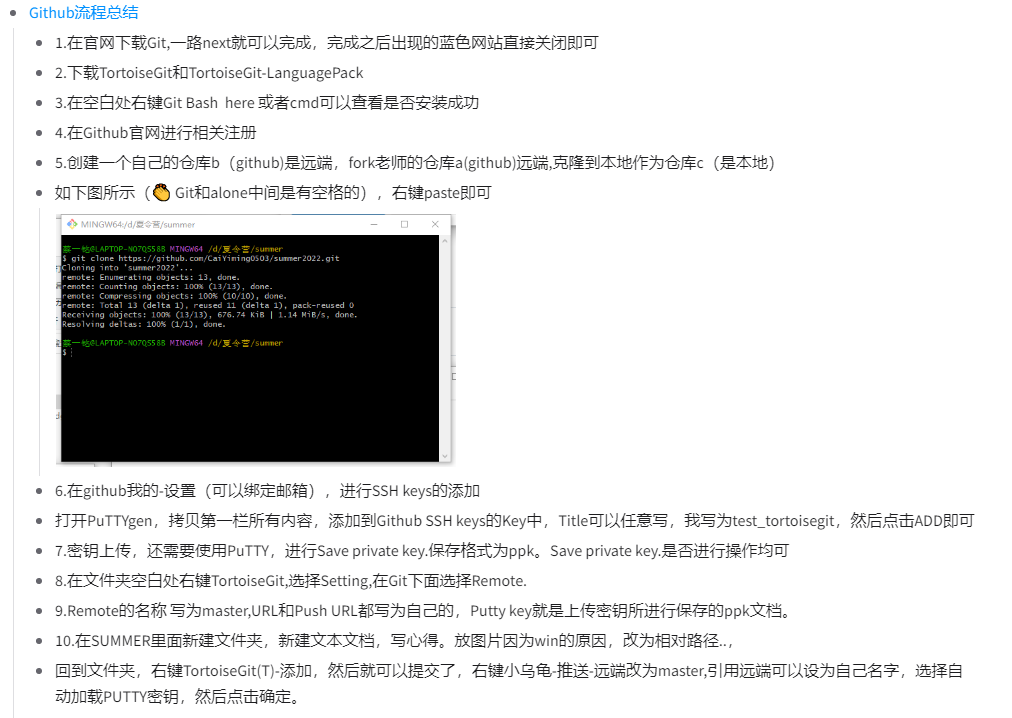 Github流程总结
1.在官网下载Git,一路next就可以完成，完成之后出现的蓝色网站直接关闭即可
2.下载TortoiseGit和TortoiseGit-LanguagePack
3.在空白处右键Git Bash here 或者cmd可以查看是否安装成功
4.在Github官网进行相关注册
5.创建一个自己的仓库b（github)是远端，fork老师的仓库a(github)远端,克隆到本地作为仓库c（是本地）
如下图所示（👏 Git和alone中间是有空格的），右键paste即可
MINGW64:/d/夏令营/summer
@LAPTOP-NO7QS58B MINGW64 /d/夏令营/summer
$ git clone https://github.com/CaiYiming0503/summer2022.git
Cloning into 'summer2022'...
remote: Enumerating objects: 13, done.
remote: Counting objects: 100% (13/13), done.
remote: Compressing objects: 100% (10/10), done.
remote: Total 13 (delta 1), reused 11 (delta 1), pack-reused 0
Receiving objects: 100% (13/13), 676.74 KiB | 1.14 MiB/s, done.
Resolving deltas: 100% (1/1), done.
@LAPTOP-NO7QS58B MINGW64 /d/夏令营/summer
$
6.在github我的-设置（可以绑定邮箱），进行SSH keys的添加
打开PuTTYgen，拷贝第一栏所有内容，添加到Github SSH keys的Key中，Title可以任意写，我写为test_tortoisegit，然后点击ADD即可
7.密钥上传，还需要使用PuTTY，进行Save private key.保存格式为ppk。Save private key.是否进行操作均可
8.在文件夹空白处右键TortoiseGit,选择Setting,在Git下面选择Remote.
9.Remote的名称 写为master,URL和Push URL都写为自己的，Putty key就是上传密钥所进行保存的ppk文档。
10.在SUMMER里面新建文件夹，新建文本文档，写心得。放图片因为win的原因，改为相对路径..，
回到文件夹，右键TortoiseGit(T)-添加，然后就可以提交了，右键小乌龟-推送-远端改为master,引用远端可以设为自己名字，选择自
动加载PUTTY密钥，然后点击确定。